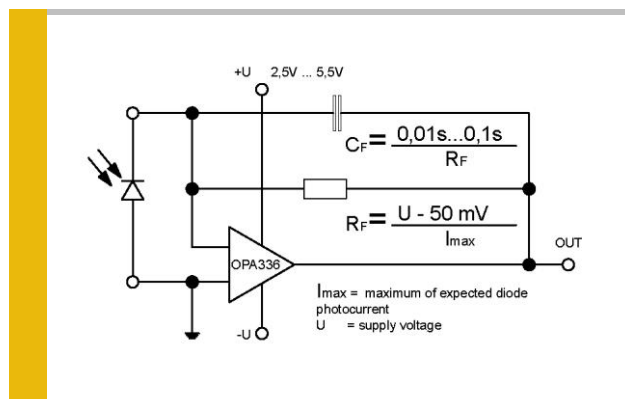 +U 2,5V ... 5,5V
CF= 0,01s...0,1s
RF
RF= U - 50 mV
Imax
OUT
OPA336
Imax = maximum of expected diode
photocurrent
U = supply voltage
-U